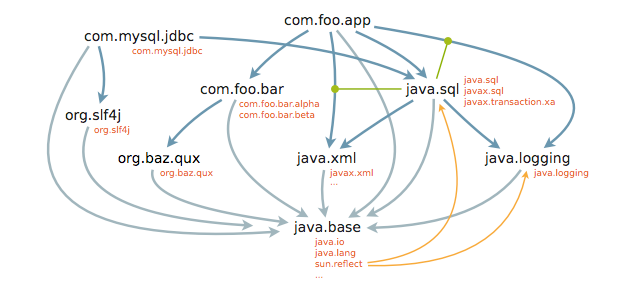 com.foo.app
com.mysql.jdbc
com.mysql.jdbc
com.foo.bar
com.foo.bar.alpha
com.foo.bar.beta
java.sql
java.sql
javax.sql
javax.transaction.xa
org.slf4j
org.slf4j
org.baz.qux
org.baz.qux
java.xml
javax.xml
...
java.logging
java.logging
java.base
java.io
java.lang
sun.reflect
...